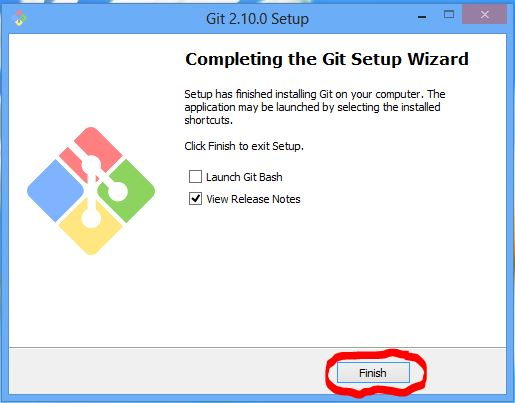 Git 2.10.0 Setup
Completing the Git Setup Wizard
Setup has finished installing Git on your computer. The
application may be launched by selecting the installed
shortcuts.
Click Finish to exit Setup.
Launch Git Bash
View Release Notes
Finish